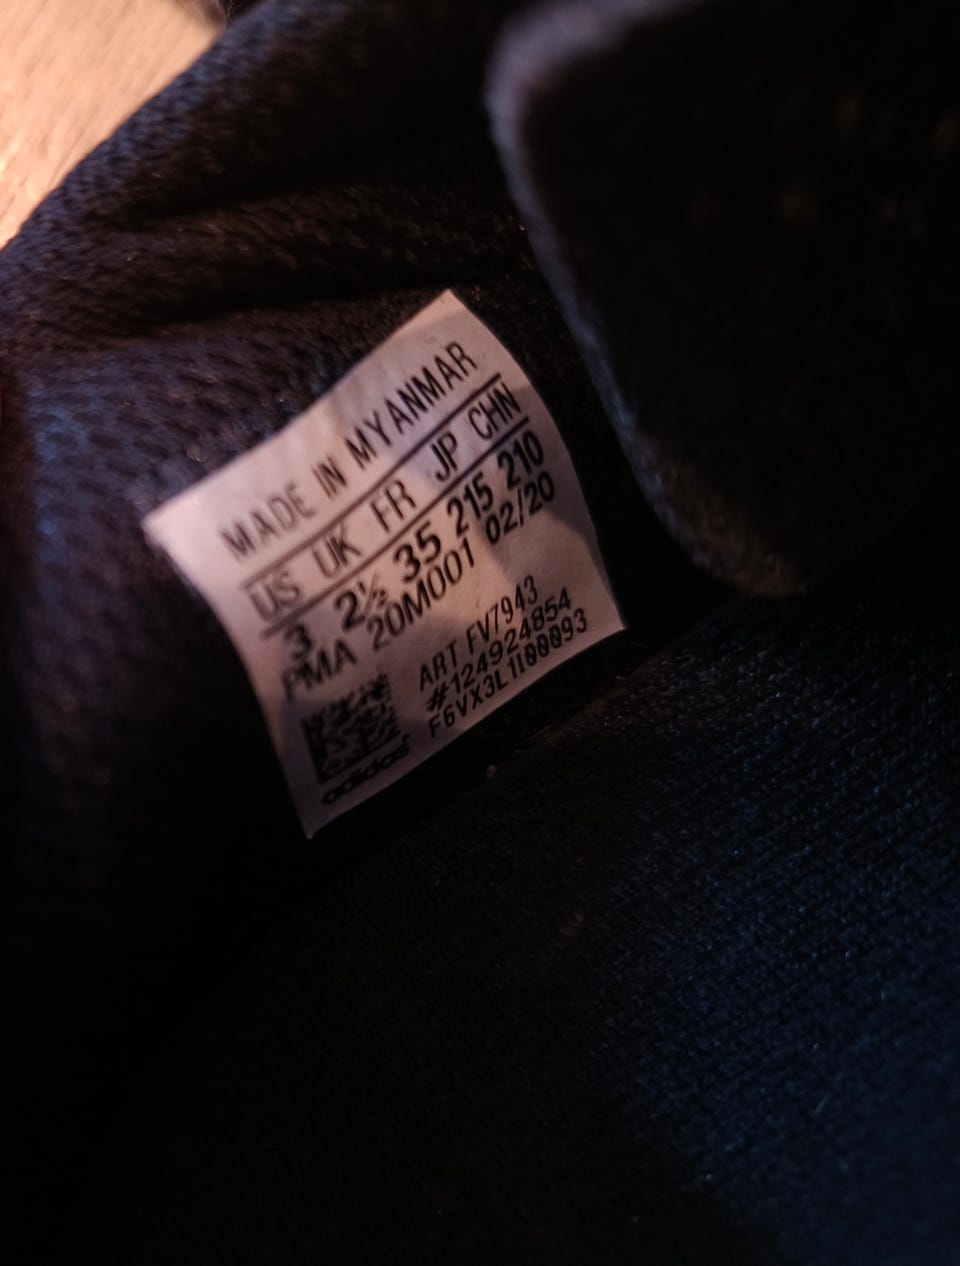 MADE IN MYANMAR
US UK FR JP CHN
3 2½ 35 215 210
PMA 20M001 02/20
ART FV7943
#124924854
F6VX3L1I00093
adidas